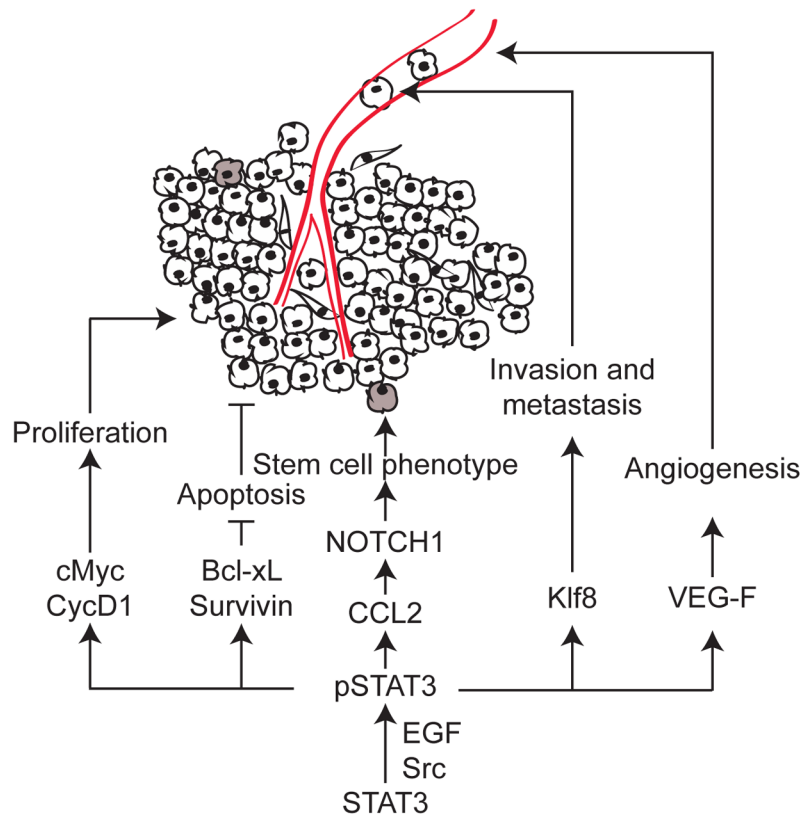 Invasion and
metastasis
Proliferation
Stem cell phenotype
Angiogenesis
Apoptosis
NOTCH1
cMyc
CycD1
Bcl-xL
Survivin
CCL2
Klf8
VEG-F
pSTAT3
EGF
Src
STAT3